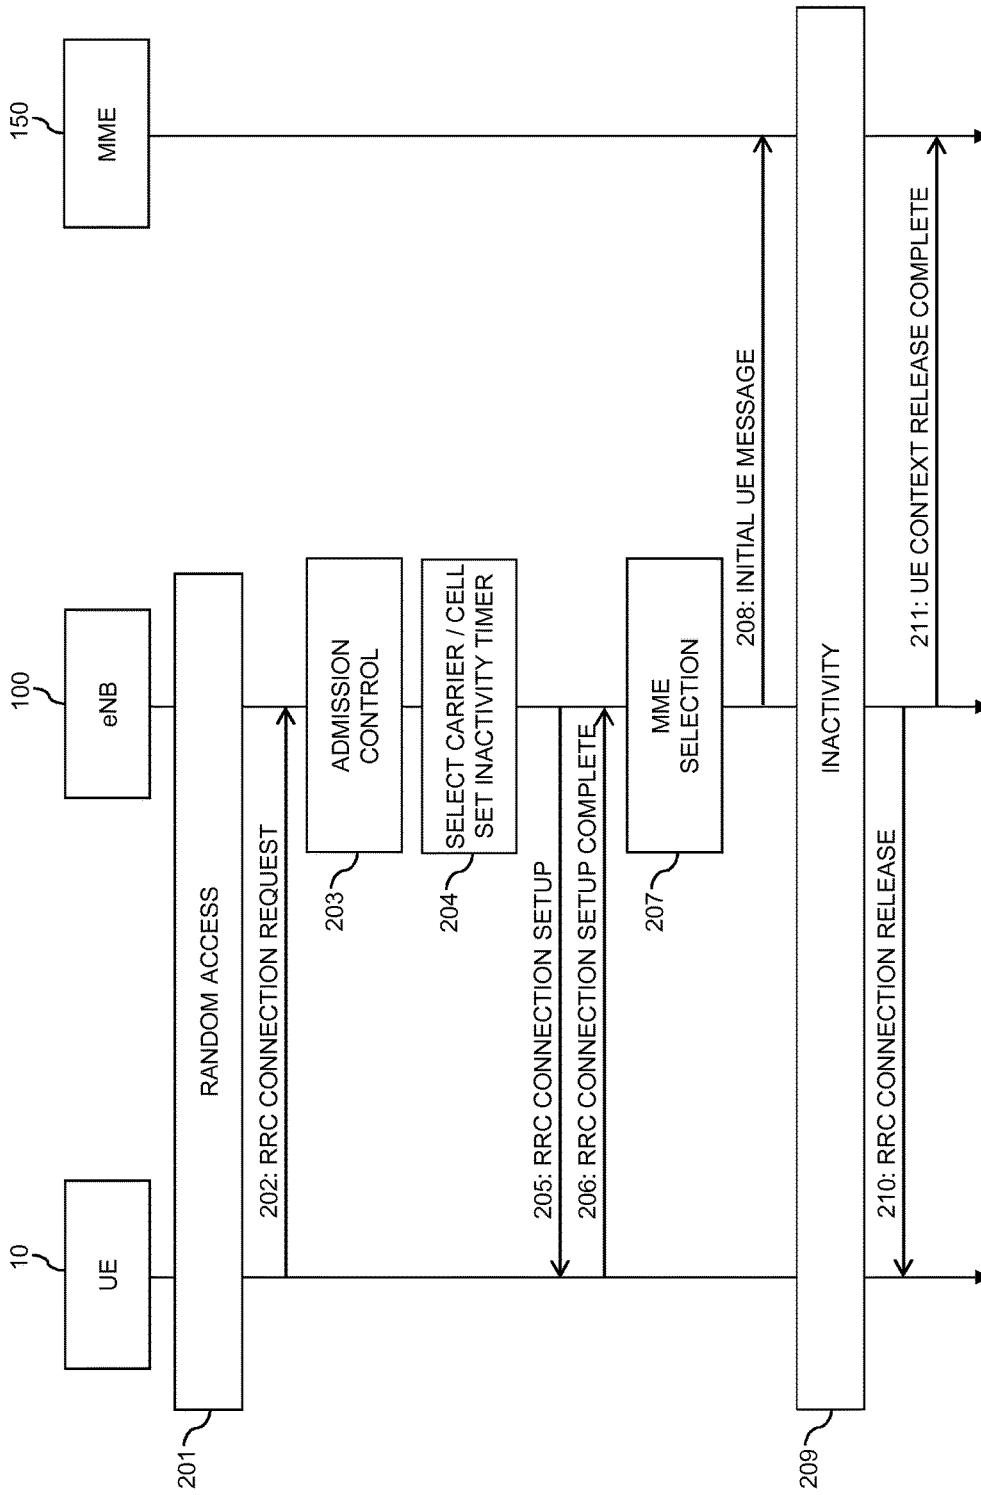 10
UE
100
eNB
150
MME
201
RANDOM ACCESS
202: RRC CONNECTION REQUEST
203
ADMISSION
CONTROL
204
SELECT CARRIER / CELL
SET INACTIVITY TIMER
205: RRC CONNECTION SETUP
206: RRC CONNECTION SETUP COMPLETE
207
MME
SELECTION
208: INITIAL UE MESSAGE
209
INACTIVITY
210: RRC CONNECTION RELEASE
211: UE CONTEXT RELEASE COMPLETE